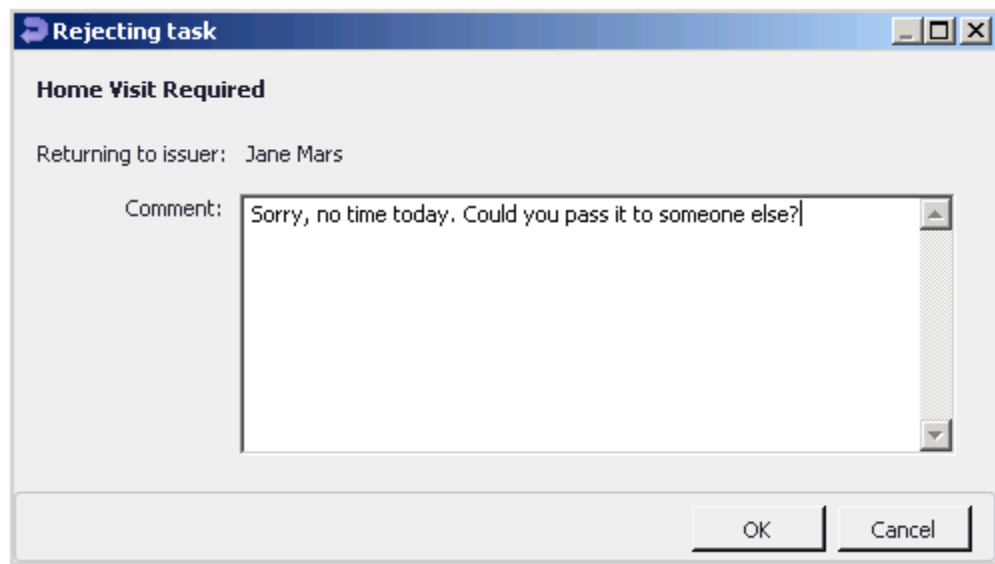 Rejecting task
Home Visit Required
Returning to issuer: Jane Mars
Comment: Sorry, no time today. Could you pass it to someone else?
OK Cancel